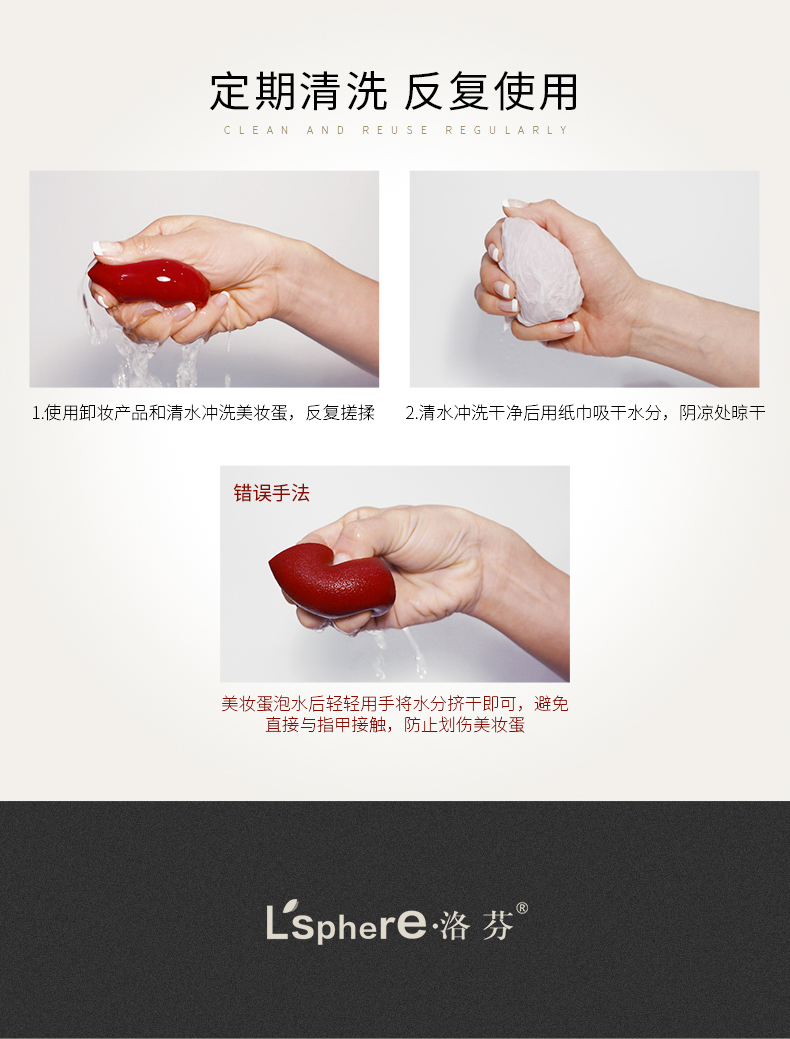 定期清洗 反复使用
CLEAN AND REUSE REGULARLY
1.使用卸妆产品和清水冲洗美妆蛋，反复搓揉
2.清水冲洗干净后用纸巾吸干水分，阴凉处晾干
错误手法
美妆蛋泡水后轻轻用手将水分挤干即可，避免
直接与指甲接触，防止划伤美妆蛋
L'sphere·洛芬®